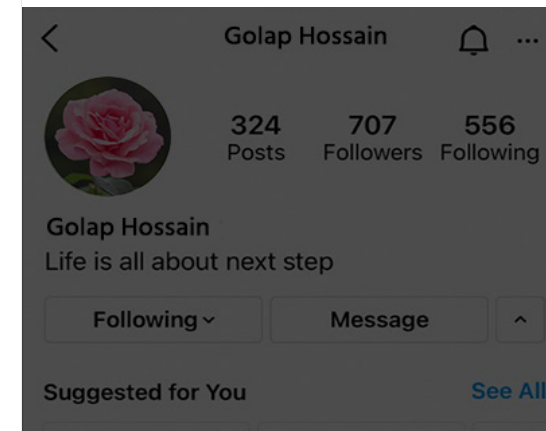 Golap Hossain ...
324 707 556
Posts Followers Following
Golap Hossain
Life is all about next step
Following Message
Suggested for You See All